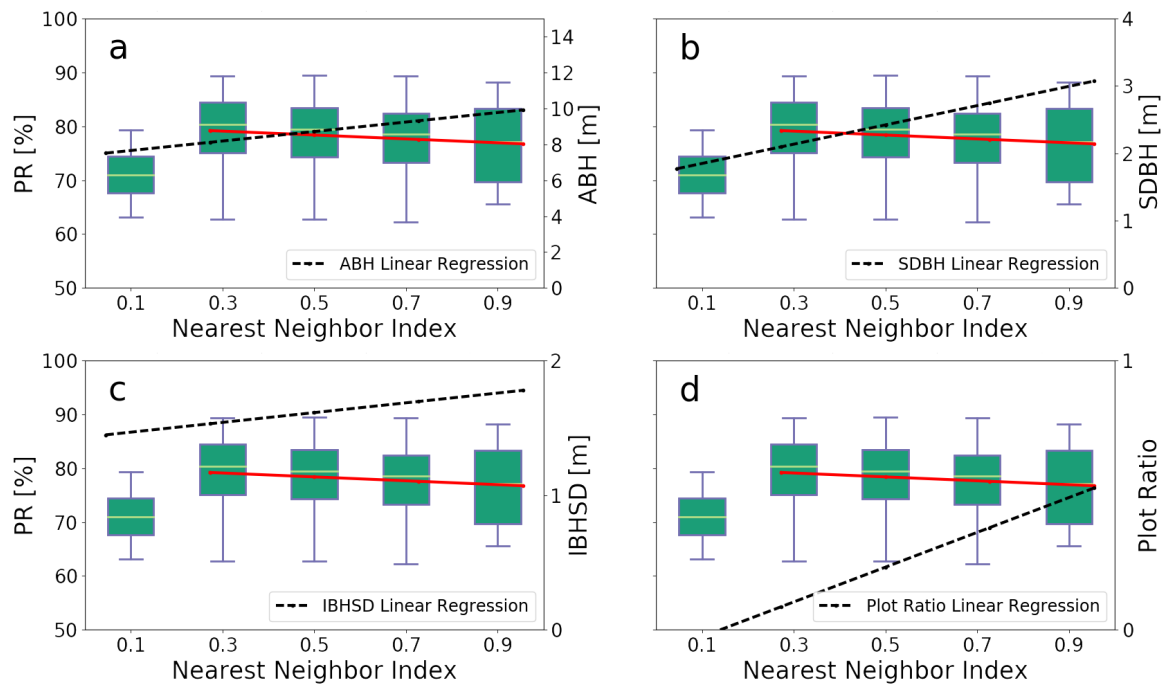 a
100
90
80
70
60
50
PR [%]
14
12
10
8
6
4
2
0
ABH [m]
ABH Linear Regression
0.1 0.3 0.5 0.7 0.9
Nearest Neighbor Index
b
4
3
2
1
0
SDBH [m]
SDBH Linear Regression
0.1 0.3 0.5 0.7 0.9
Nearest Neighbor Index
c
100
90
80
70
60
50
PR [%]
2
1
0
IBHSD [m]
IBHSD Linear Regression
0.1 0.3 0.5 0.7 0.9
Nearest Neighbor Index
d
1
0
Plot Ratio
Plot Ratio Linear Regression
0.1 0.3 0.5 0.7 0.9
Nearest Neighbor Index